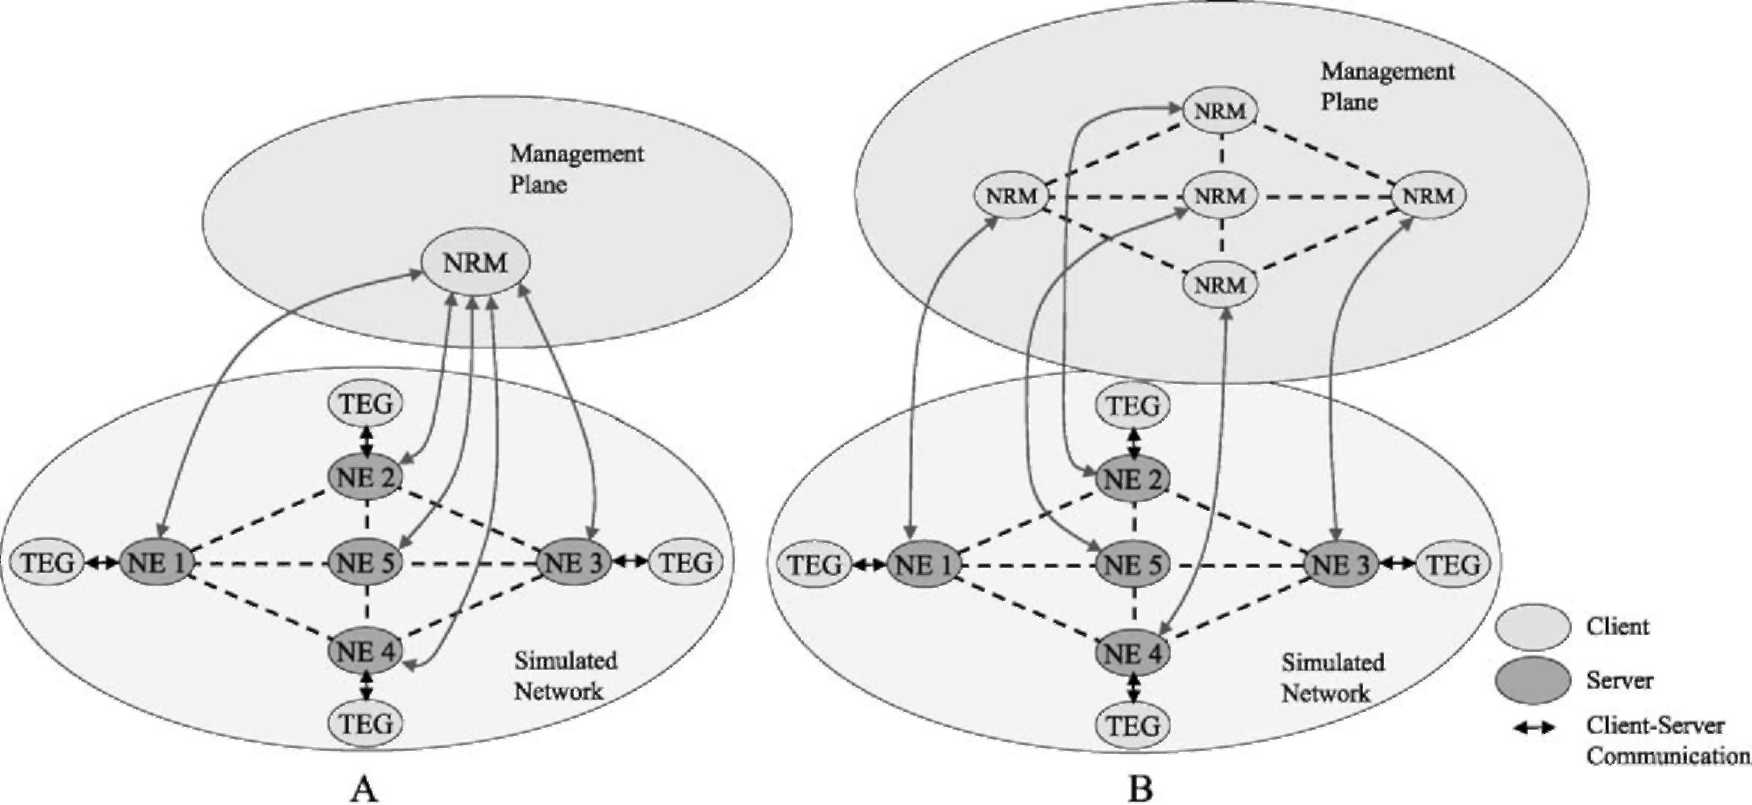 Management
Plane
NRM
TEG
NE 2
TEG
NE 1
NE 5
NE 3
TEG
NE 4
Simulated
Network
TEG
A
Management
Plane
NRM
NRM
NRM
NRM
NRM
TEG
NE 2
TEG
NE 1
NE 5
NE 3
TEG
NE 4
Simulated
Network
TEG
B
Client
Server
Client-Server
Communication